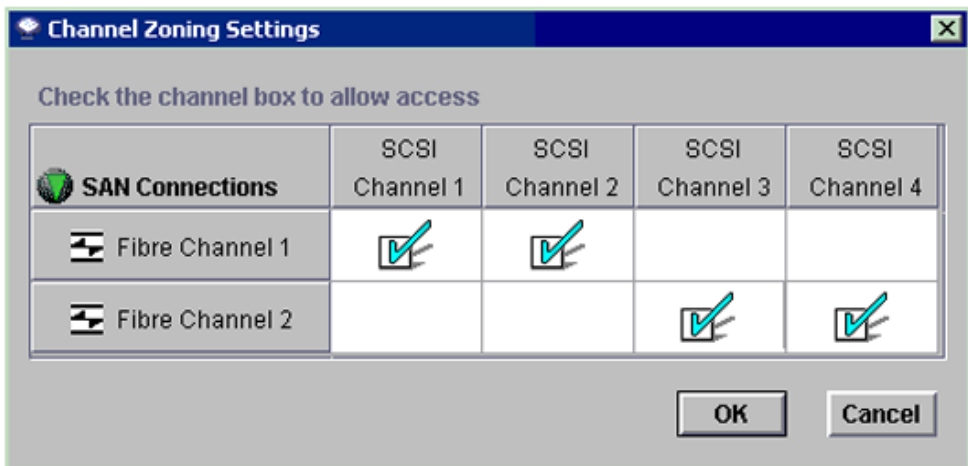 Channel Zoning Settings
Check the channel box to allow access
SAN Connections
SCSI Channel 1
SCSI Channel 2
SCSI Channel 3
SCSI Channel 4
Fibre Channel 1
Fibre Channel 2
OK
Cancel